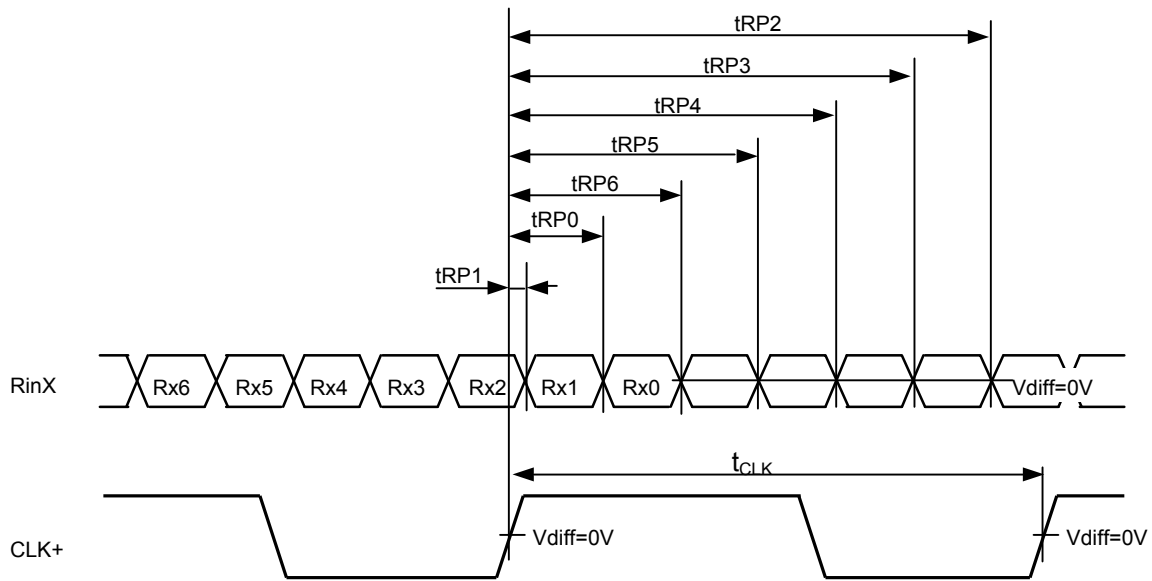 tRP2
tRP3
tRP4
tRP5
tRP6
tRP0
tRP1
RinX Rx6 Rx5 Rx4 Rx3 Rx2 Rx1 Rx0 Vdiff=0V
tCLK
CLK+ Vdiff=0V Vdiff=0V